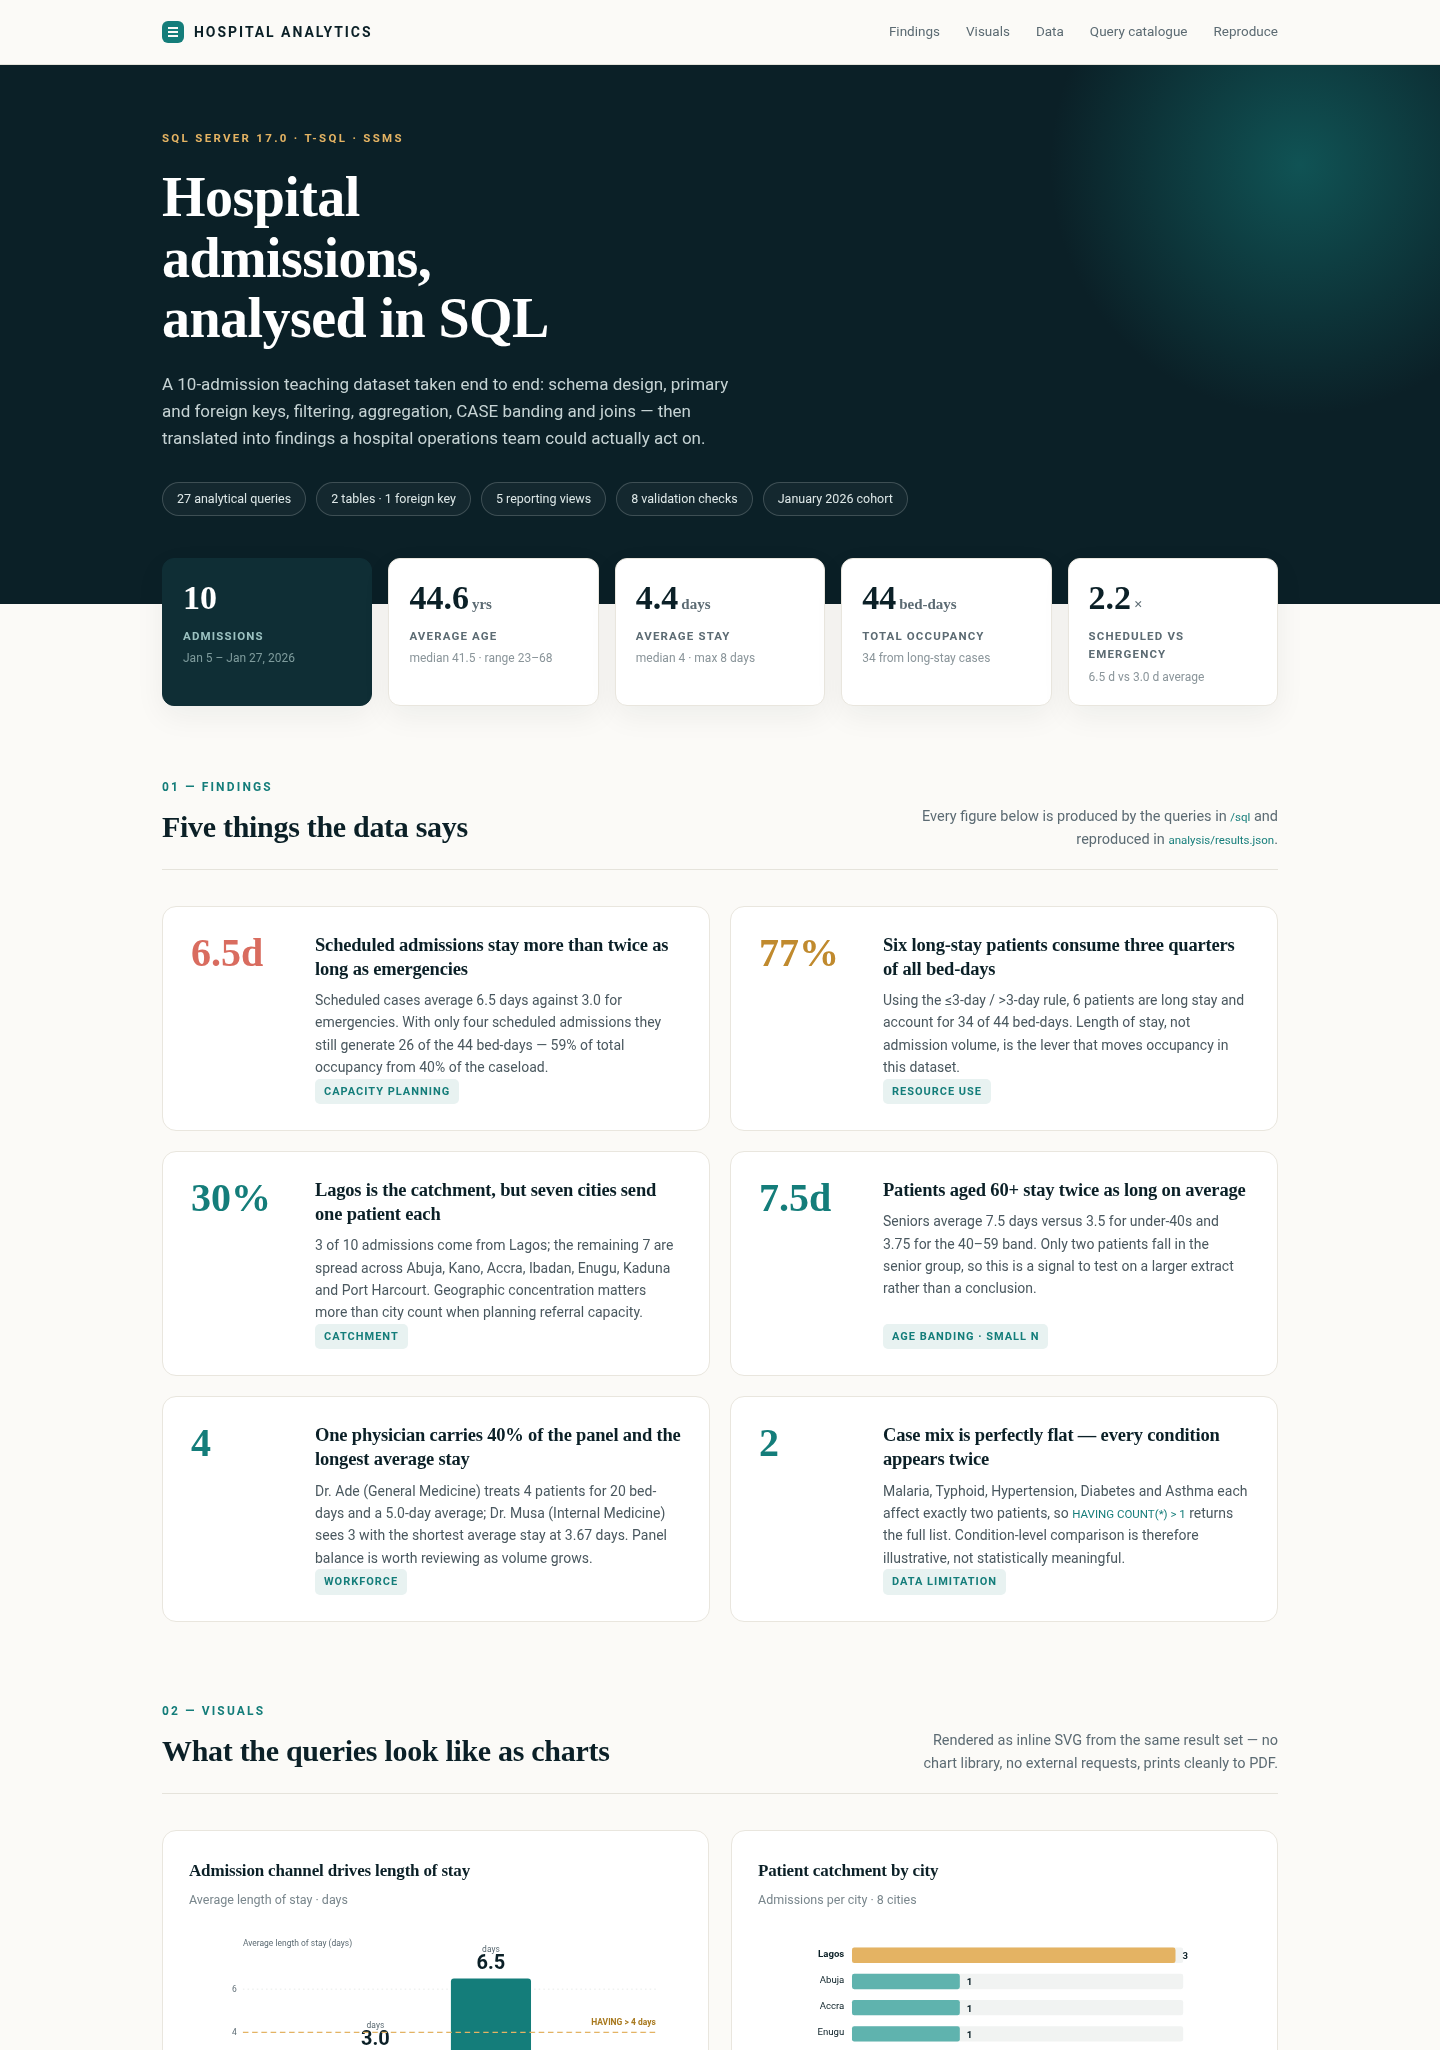 HOSPITAL ANALYTICS
Findings
Visuals
Data
Query catalogue
Reproduce
SQL SERVER 17.0 · T-SQL · SSMS
Hospital
admissions,
analysed in SQL
A 10-admission teaching dataset taken end to end: schema design, primary
and foreign keys, filtering, aggregation, CASE banding and joins — then
translated into findings a hospital operations team could actually act on.
27 analytical queries
2 tables · 1 foreign key
5 reporting views
8 validation checks
January 2026 cohort
10
ADMISSIONS
Jan 5 – Jan 27, 2026
44.6 yrs
AVERAGE AGE
median 41.5 · range 23–68
4.4 days
AVERAGE STAY
median 4 · max 8 days
44 bed-days
TOTAL OCCUPANCY
34 from long-stay cases
2.2 ×
SCHEDULED VS
EMERGENCY
6.5 d vs 3.0 d average
01 — FINDINGS
Five things the data says
Every figure below is produced by the queries in /sql and
reproduced in analysis/results.json.
6.5d
Scheduled admissions stay more than twice as
long as emergencies
Scheduled cases average 6.5 days against 3.0 for
emergencies. With only four scheduled admissions they
still generate 26 of the 44 bed-days — 59% of total
occupancy from 40% of the caseload.
CAPACITY PLANNING
77%
Six long-stay patients consume three quarters
of all bed-days
Using the ≤3-day / >3-day rule, 6 patients are long stay and
account for 34 of 44 bed-days. Length of stay, not
admission volume, is the lever that moves occupancy in
this dataset.
RESOURCE USE
30%
Lagos is the catchment, but seven cities send
one patient each
3 of 10 admissions come from Lagos; the remaining 7 are
spread across Abuja, Kano, Accra, Ibadan, Enugu, Kaduna
and Port Harcourt. Geographic concentration matters
more than city count when planning referral capacity.
CATCHMENT
7.5d
Patients aged 60+ stay twice as long on average
Seniors average 7.5 days versus 3.5 for under-40s and
3.75 for the 40–59 band. Only two patients fall in the
senior group, so this is a signal to test on a larger extract
rather than a conclusion.
AGE BANDING · SMALL N
4
One physician carries 40% of the panel and the
longest average stay
Dr. Ade (General Medicine) treats 4 patients for 20 bed-
days and a 5.0-day average; Dr. Musa (Internal Medicine)
sees 3 with the shortest average stay at 3.67 days. Panel
balance is worth reviewing as volume grows.
WORKFORCE
2
Case mix is perfectly flat — every condition
appears twice
Malaria, Typhoid, Hypertension, Diabetes and Asthma each
affect exactly two patients, so HAVING COUNT(*) > 1 returns
the full list. Condition-level comparison is therefore
illustrative, not statistically meaningful.
DATA LIMITATION
02 — VISUALS
What the queries look like as charts
Rendered as inline SVG from the same result set — no
chart library, no external requests, prints cleanly to PDF.
Admission channel drives length of stay
Average length of stay · days
Average length of stay (days)
days
6.5
6
HAVING > 4 days
days
4
3.0
Patient catchment by city
Admissions per city · 8 cities
Lagos
3
Abuja
1
Accra
1
Enugu
1